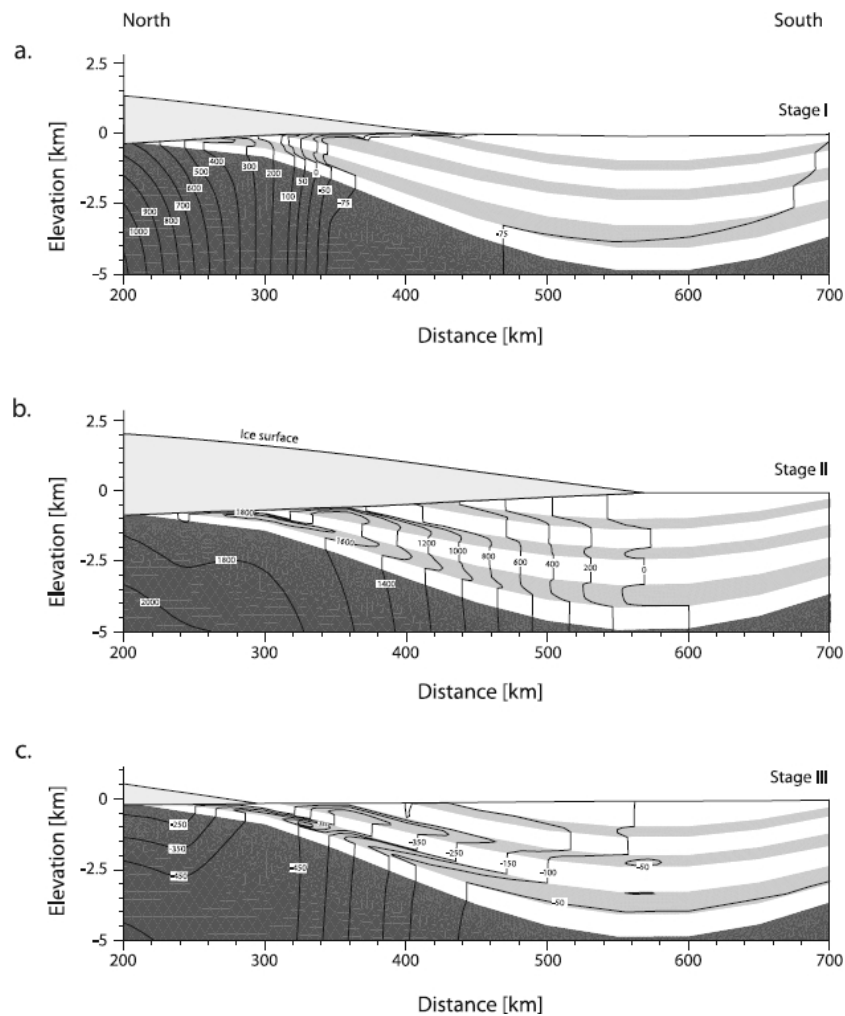 North South
a.
2.5
Stage I
0
-2.5
-5
Elevation [km]
400
500
600
700
900
800
1000
300
200
50
0
100
-50
-75
-75
200 300 400 500 600 700
Distance [km]
b.
2.5
Ice surface
Stage II
0
-2.5
-5
Elevation [km]
1800
1600
1800
2000
1400
1200
1000
800
600
400
200
0
200 300 400 500 600 700
Distance [km]
c.
Stage III
0
-2.5
-5
Elevation [km]
-250
-350
-450
-450
-350
-250
-150
-100
-50
-50
200 300 400 500 600 700
Distance [km]